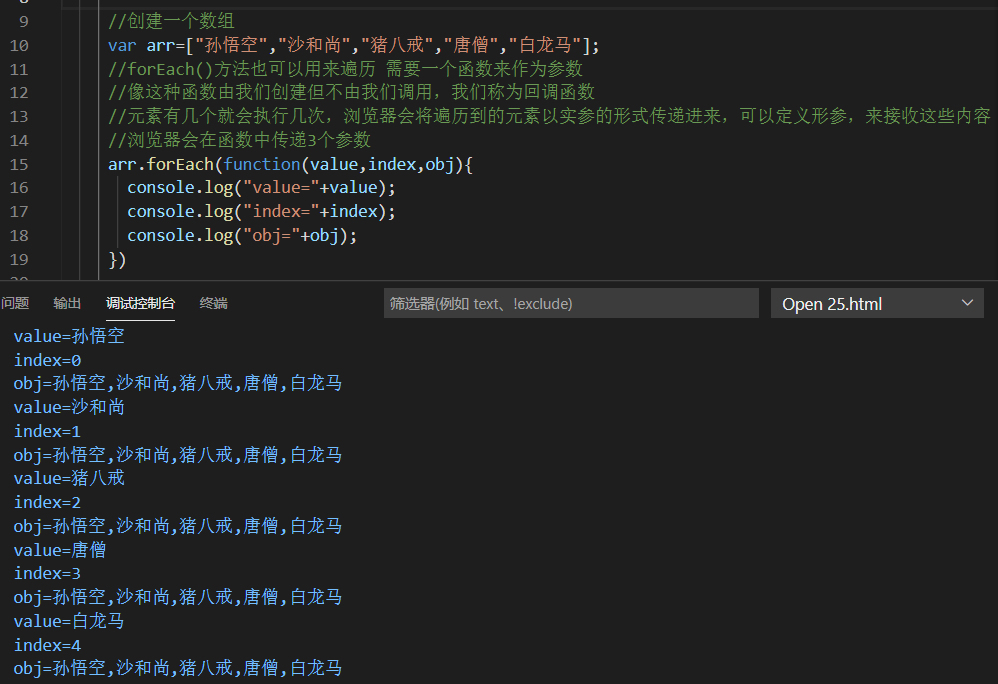 9 //创建一个数组
10 var arr=["孙悟空","沙和尚","猪八戒","唐僧","白龙马"];
11 //forEach()方法也可以用来遍历 需要一个函数来作为参数
12 //像这种函数由我们创建但不由我们调用，我们称为回调函数
13 //元素有几个就会执行几次，浏览器会将遍历到的元素以实参的形式传递进来，可以定义形参，来接收这些内容
14 //浏览器会在函数中传递3个参数
15 arr.forEach(function(value,index,obj){
16 console.log("value="+value);
17 console.log("index="+index);
18 console.log("obj="+obj);
19 })
问题 输出 调试控制台 终端 筛选器(例如 text、!exclude) Open 25.html
value=孙悟空
index=0
obj=孙悟空,沙和尚,猪八戒,唐僧,白龙马
value=沙和尚
index=1
obj=孙悟空,沙和尚,猪八戒,唐僧,白龙马
value=猪八戒
index=2
obj=孙悟空,沙和尚,猪八戒,唐僧,白龙马
value=唐僧
index=3
obj=孙悟空,沙和尚,猪八戒,唐僧,白龙马
value=白龙马
index=4
obj=孙悟空,沙和尚,猪八戒,唐僧,白龙马